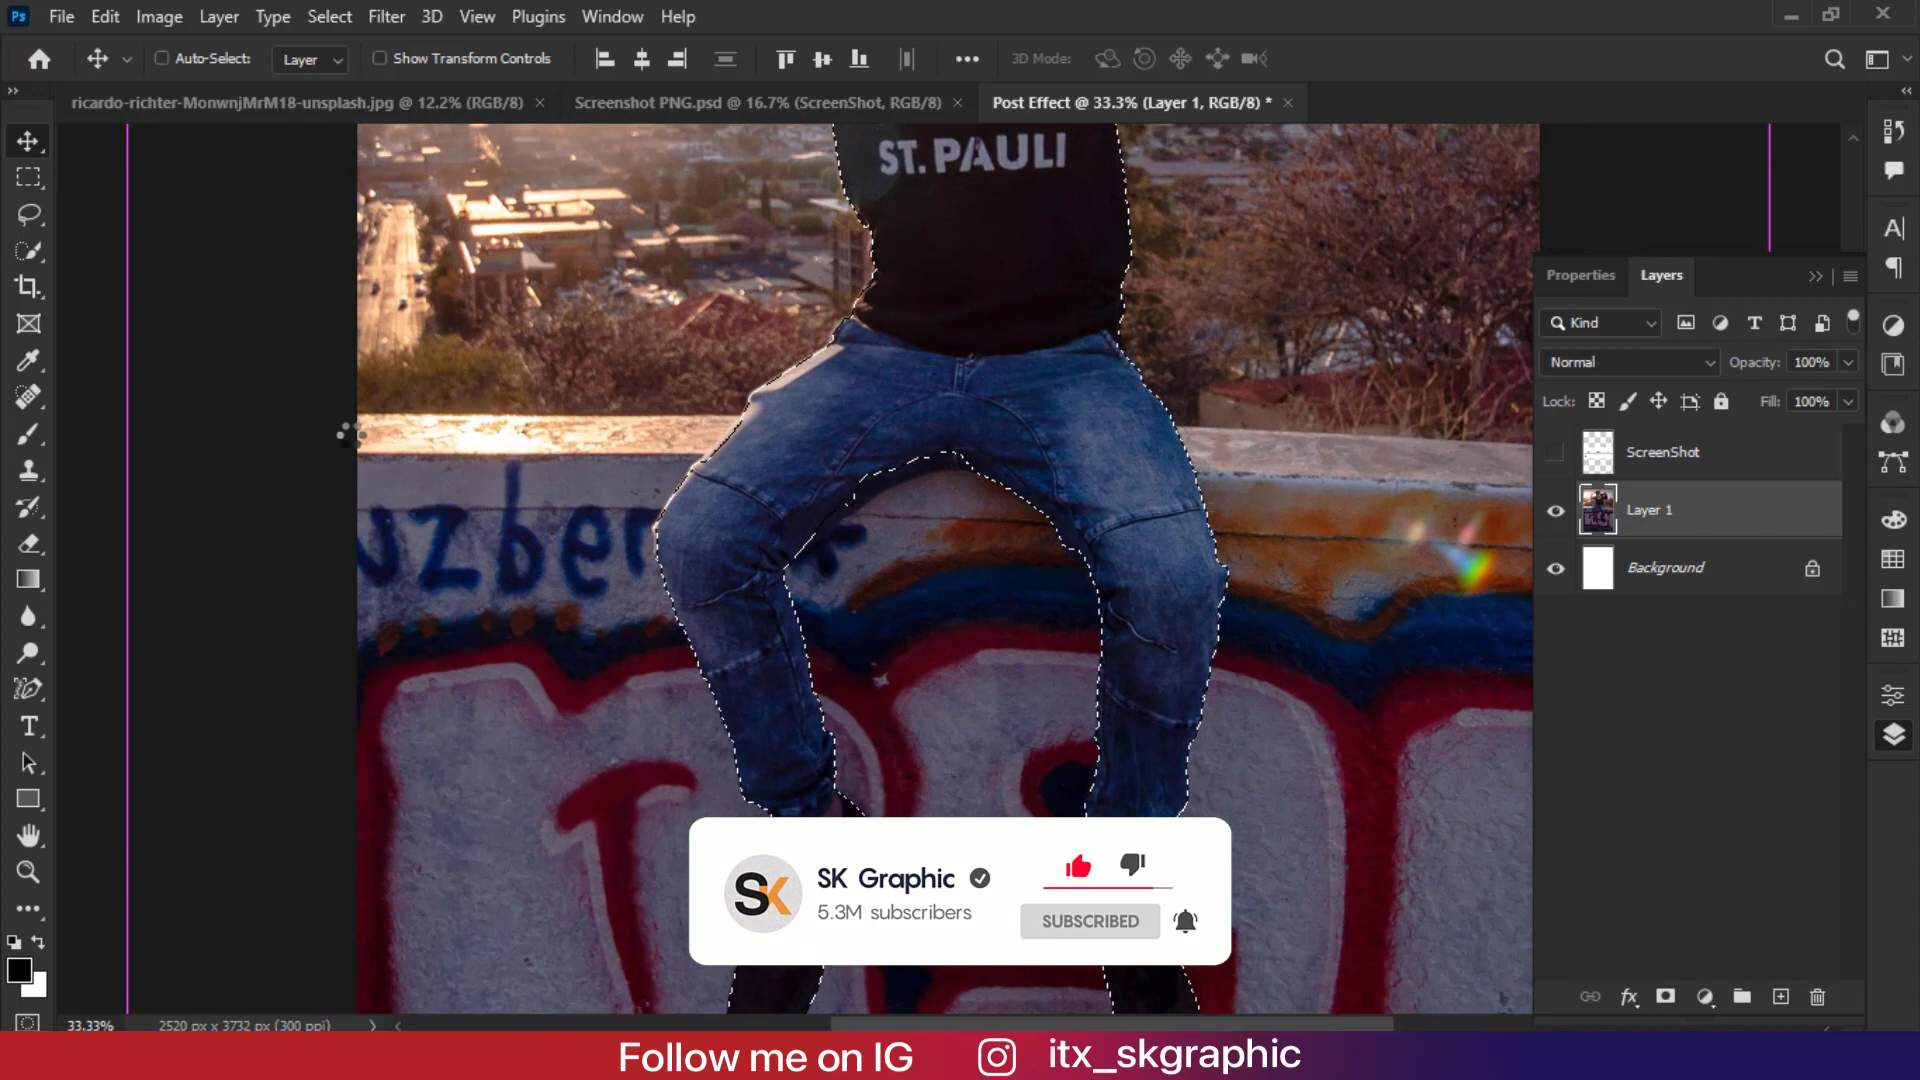 Ps File Edit Image Layer Type Select Filter 3D View Plugins Window Help
Auto-Select: Layer Show Transform Controls 3D Mode:
ricardo-richter-MonwnjMrM18-unsplash.jpg @ 12.2% (RGB/8) Screenshot PNG.psd @ 16.7% (ScreenShot, RGB/8) Post Effect @ 33.3% (Layer 1, RGB/8) *
ST. PAULI
Properties Layers
Kind
Normal Opacity: 100%
Lock: Fill: 100%
ScreenShot
Layer 1
Background
SK
SK Graphic
5.3M subscribers
SUBSCRIBED
33.33% 2520 px x 3732 px (300 ppi)
Follow me on IG itx_skgraphic